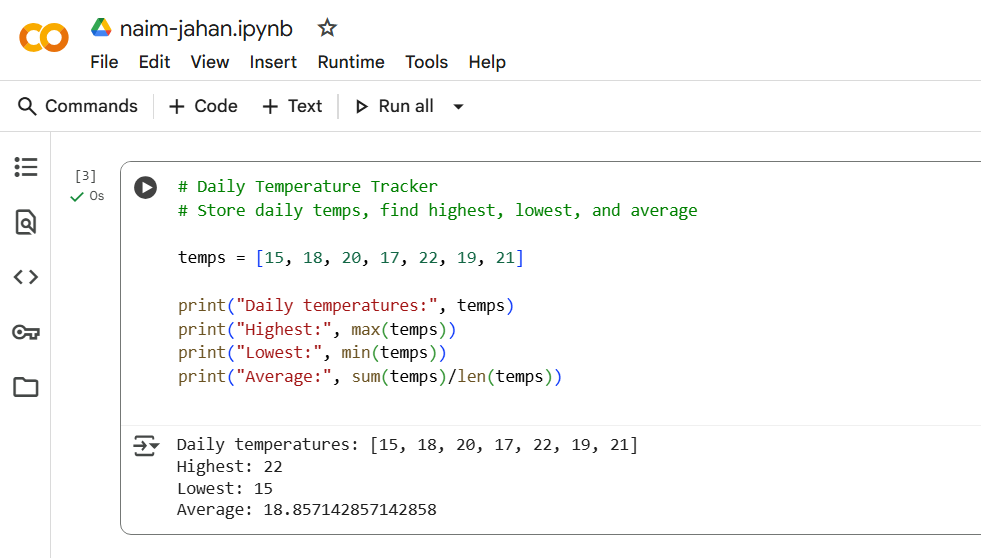 naim-jahan.ipynb
File Edit View Insert Runtime Tools Help
Commands + Code + Text Run all
[3]
0s
# Daily Temperature Tracker
# Store daily temps, find highest, lowest, and average
temps = [15, 18, 20, 17, 22, 19, 21]
print("Daily temperatures:", temps)
print("Highest:", max(temps))
print("Lowest:", min(temps))
print("Average:", sum(temps)/len(temps))
Daily temperatures: [15, 18, 20, 17, 22, 19, 21]
Highest: 22
Lowest: 15
Average: 18.857142857142858